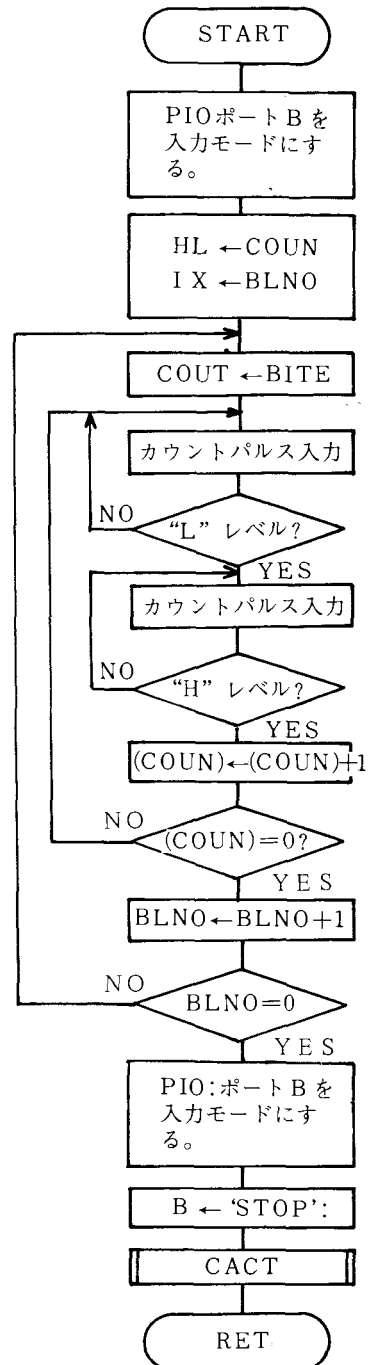 START
PIOポートBを
入力モードにす
る。
HL←COUN
IX←BLNO
COUT←BITE
カウントパルス入力
NO
“L”レベル?
YES
カウントパルス入力
NO
“H”レベル?
YES
(COUN)←(COUN)+1
NO
(COUN)=0?
YES
BLNO←BLNO+1
NO
BLNO=0
YES
PIO:ポートBを
入力モードにす
る。
B←‘STOP’:
CACT
RET